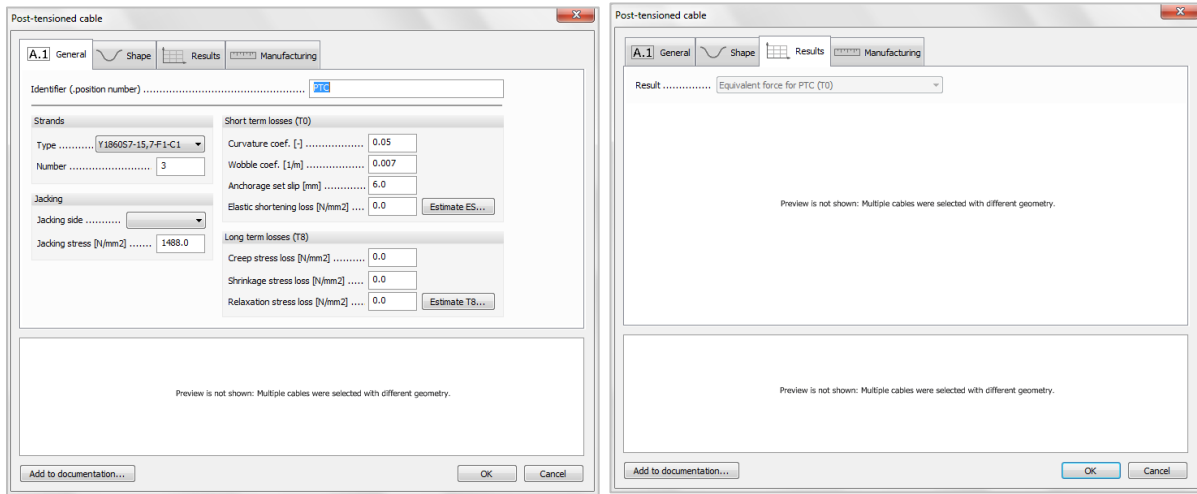 Post-tensioned cable
A.1 General Shape Results Manufacturing
Identifier (.position number) .................................................. PTC
Strands
Type ........... Y1860S7-15,7-F1-C1
Number ......................... 3
Jacking
Jacking side ...........
Jacking stress [N/mm2] ....... 1488.0
Short term losses (T0)
Curvature coef. [-] .................. 0.05
Wobble coef. [1/m] .................. 0.007
Anchorage set slip [mm] ............. 6.0
Elastic shortening loss [N/mm2] .... 0.0 Estimate ES...
Long term losses (T8)
Creep stress loss [N/mm2] .......... 0.0
Shrinkage stress loss [N/mm2] ..... 0.0
Relaxation stress loss [N/mm2] .... 0.0 Estimate T8...
Preview is not shown: Multiple cables were selected with different geometry.
Add to documentation... OK Cancel
Post-tensioned cable
A.1 General Shape Results Manufacturing
Result ............... Equivalent force for PTC (T0)
Preview is not shown: Multiple cables were selected with different geometry.
Preview is not shown: Multiple cables were selected with different geometry.
Add to documentation... OK Cancel